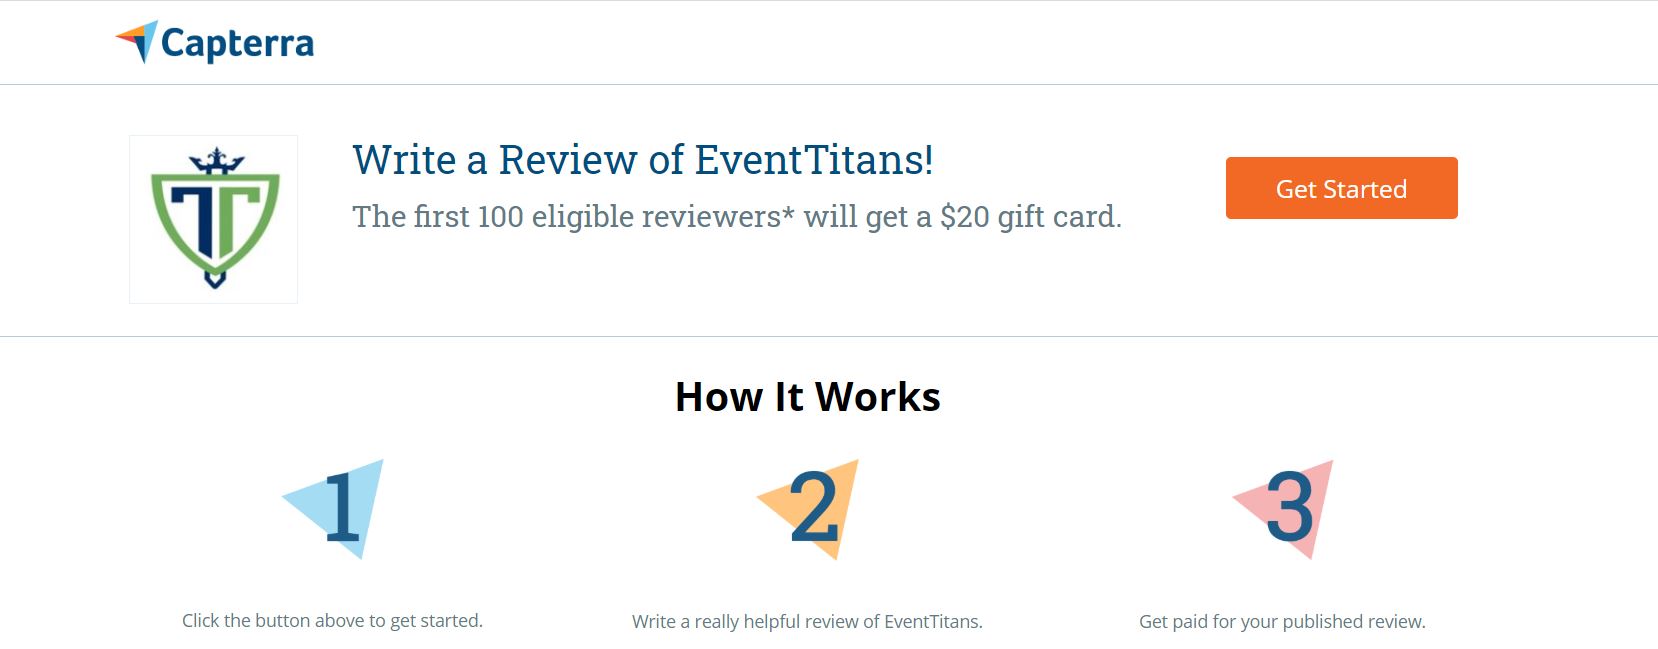 Capterra
Write a Review of EventTitans!
The first 100 eligible reviewers* will get a $20 gift card.
Get Started
How It Works
1
2
3
Click the button above to get started.
Write a really helpful review of EventTitans.
Get paid for your published review.